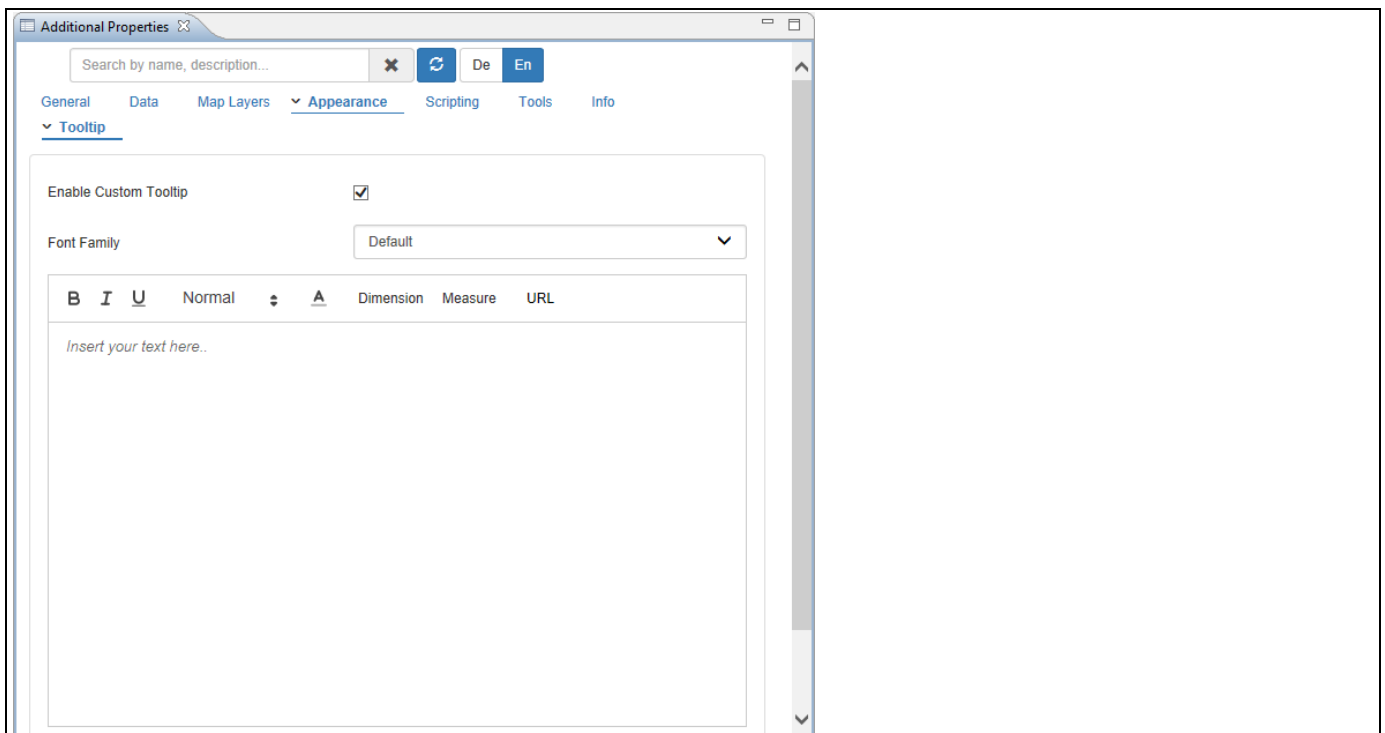 Additional Properties
Search by name, description... De En
General Data Map Layers Appearance Scripting Tools Info
Tooltip
Enable Custom Tooltip
Font Family Default
B I U Normal A Dimension Measure URL
Insert your text here..